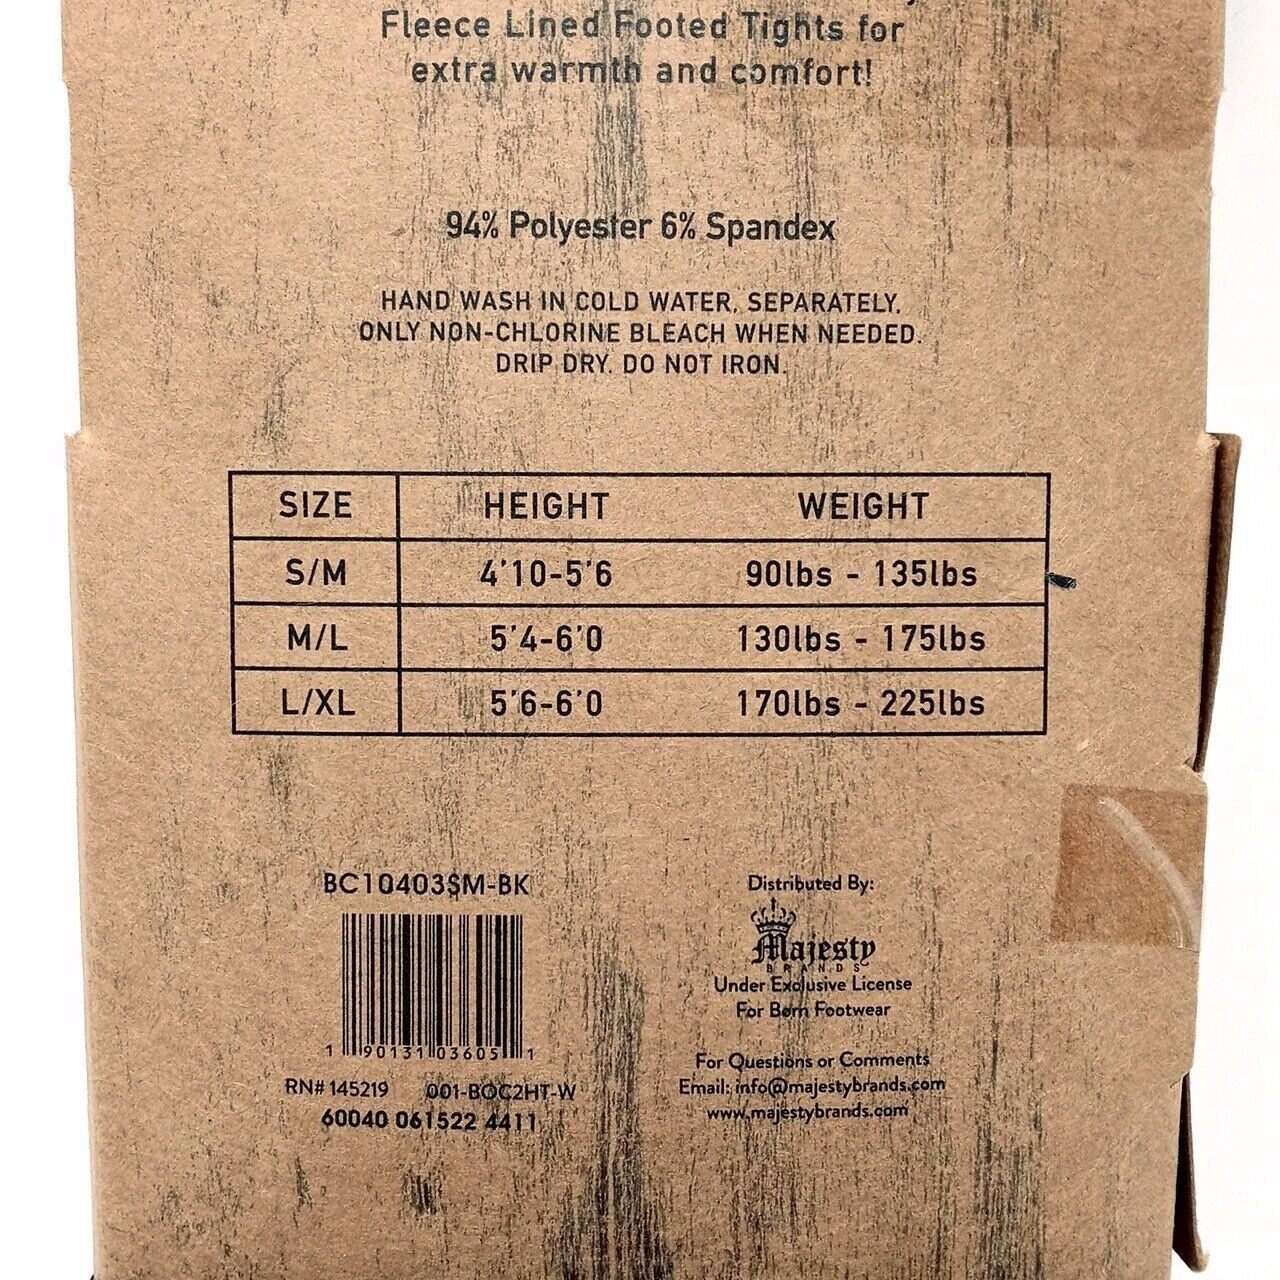 Fleece Lined Footed Tights for
extra warmth and comfort!
94% Polyester 6% Spandex
HAND WASH IN COLD WATER, SEPARATELY.
ONLY NON-CHLORINE BLEACH WHEN NEEDED.
DRIP DRY. DO NOT IRON.
SIZE HEIGHT WEIGHT
S/M 4'10-5'6 90lbs - 135lbs
M/L 5'4-6'0 130lbs - 175lbs
L/XL 5'6-6'0 170lbs - 225lbs
BC10403SM-BK
1 90131 03605 1
RN# 145219 001-BOC2HT-W
60040 061522 4411
Distributed By:
Majesty
BRANDS
Under Exclusive License
For Børn Footwear
For Questions or Comments
Email: info@majestybrands.com
www.majestybrands.com